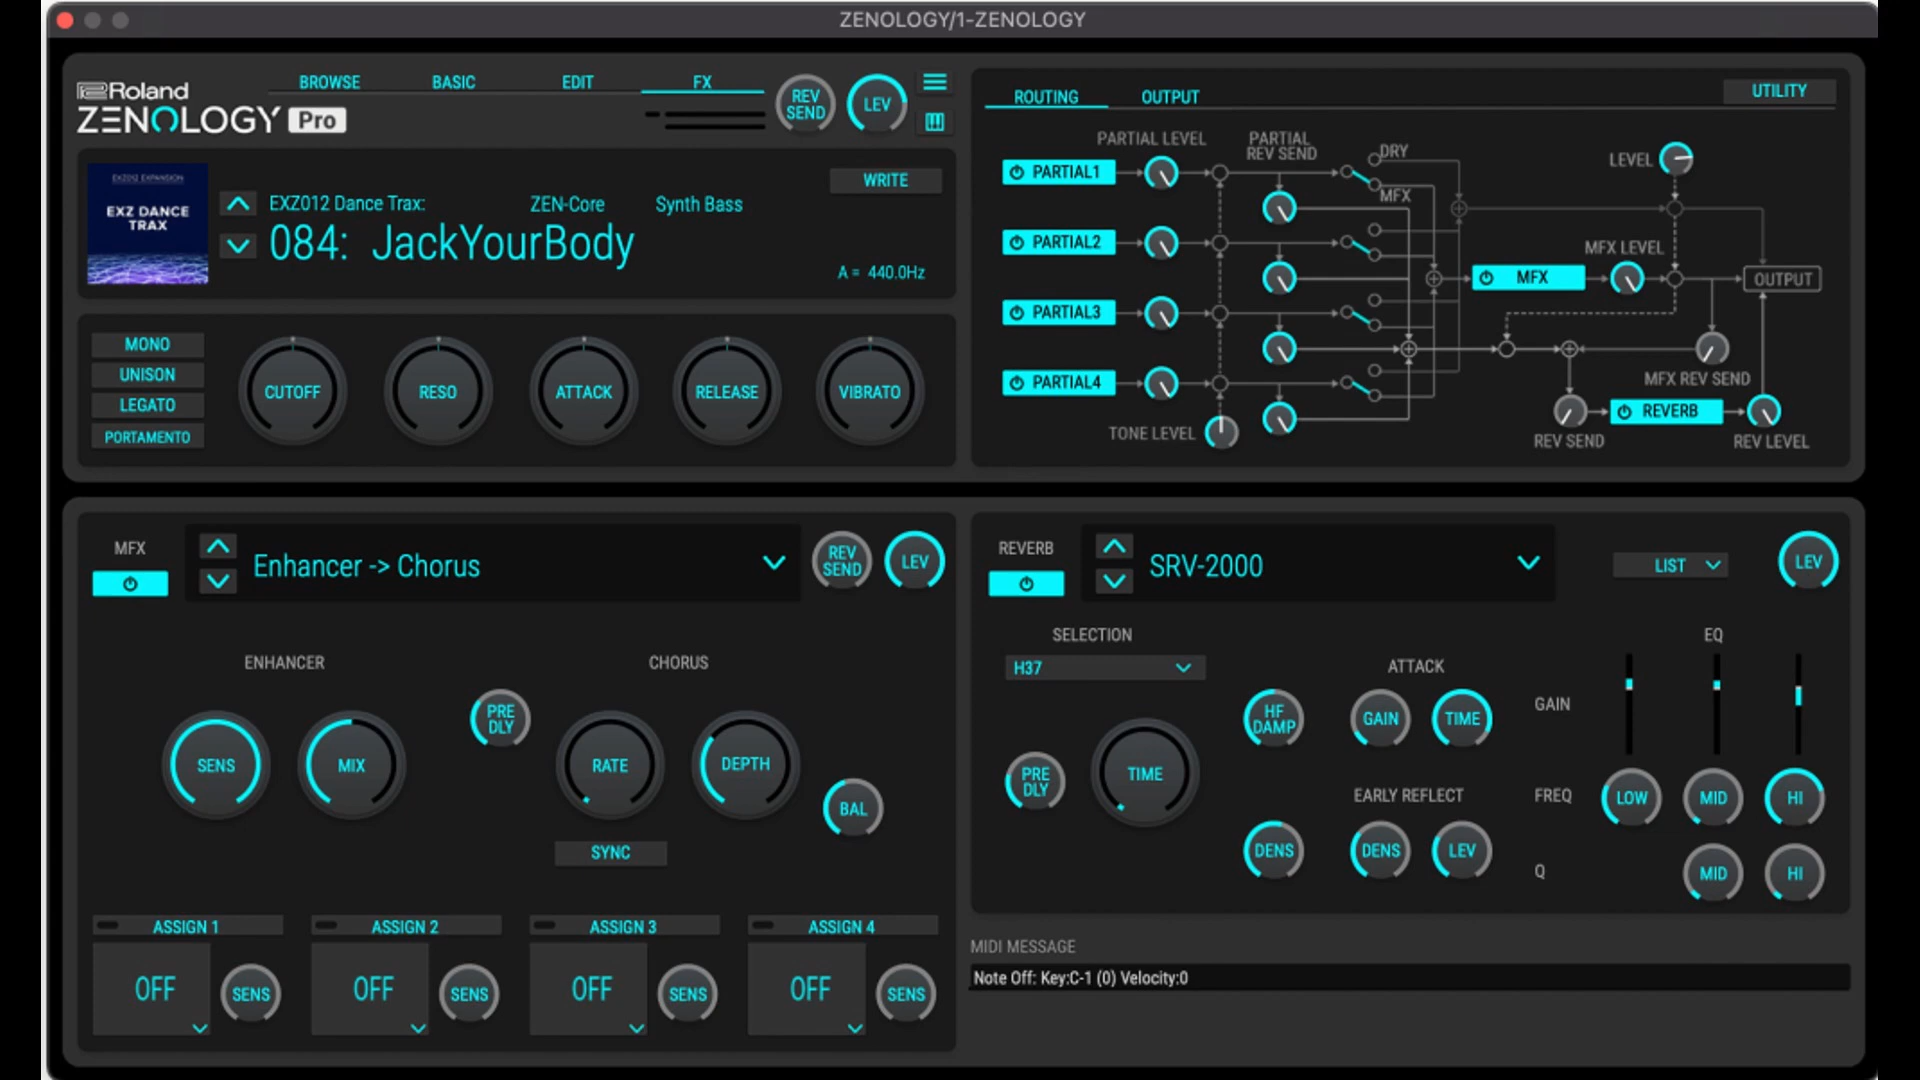 ZENOLOGY/1-ZENOLOGY
Roland
ZENOLOGY Pro
BROWSE
BASIC
EDIT
FX
REV SEND
LEV
EXZ012 EXPANSION
EXZ DANCE
TRAX
EXZ012 Dance Trax:
ZEN-Core
Synth Bass
WRITE
084: JackYourBody
A = 440.0Hz
MONO
UNISON
LEGATO
PORTAMENTO
CUTOFF
RESO
ATTACK
RELEASE
VIBRATO
ROUTING
OUTPUT
UTILITY
PARTIAL LEVEL
PARTIAL
REV SEND
DRY
MFX
LEVEL
PARTIAL1
PARTIAL2
PARTIAL3
PARTIAL4
TONE LEVEL
MFX LEVEL
MFX
OUTPUT
MFX REV SEND
REV SEND
REVERB
REV LEVEL
MFX
Enhancer -> Chorus
REV
SEND
LEV
ENHANCER
CHORUS
SENS
MIX
PRE
DLY
RATE
DEPTH
BAL
SYNC
ASSIGN 1
ASSIGN 2
ASSIGN 3
ASSIGN 4
OFF
SENS
OFF
SENS
OFF
SENS
OFF
SENS
REVERB
SRV-2000
LIST
LEV
SELECTION
H37
PRE
DLY
TIME
HF
DAMP
DENS
ATTACK
GAIN
TIME
EARLY REFLECT
DENS
LEV
EQ
GAIN
FREQ
LOW
MID
HI
Q
MID
HI
MIDI MESSAGE
Note Off: Key:C-1 (0) Velocity:0